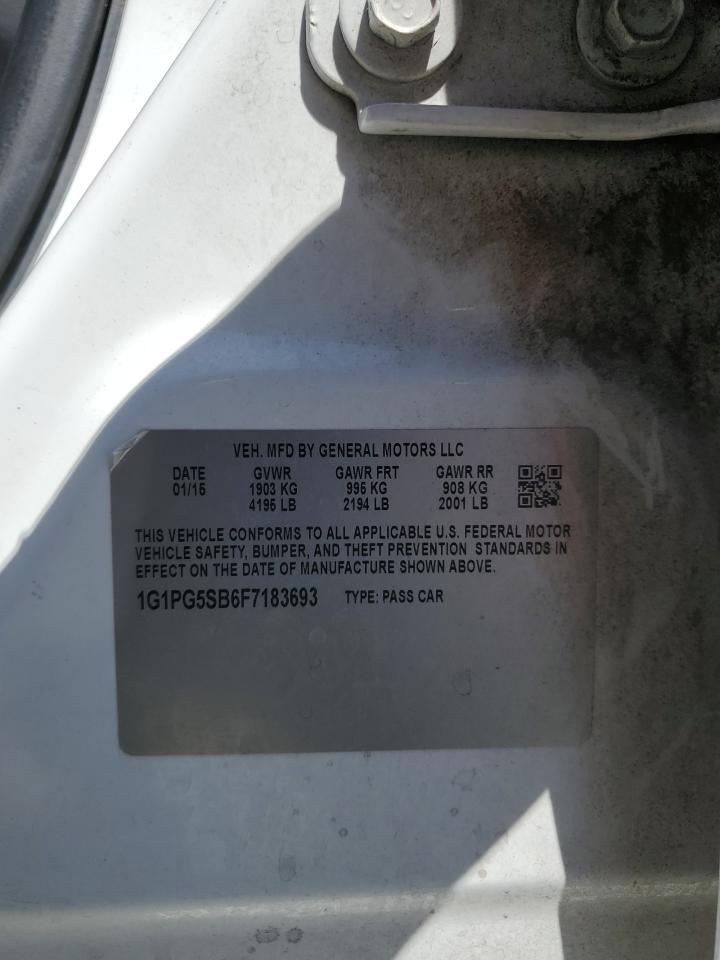 VEH. MFD BY GENERAL MOTORS LLC
DATE GVWR GAWR FRT GAWR RR
01/15 1903 KG 995 KG 908 KG
4195 LB 2194 LB 2001 LB
THIS VEHICLE CONFORMS TO ALL APPLICABLE U.S. FEDERAL MOTOR
VEHICLE SAFETY, BUMPER, AND THEFT PREVENTION STANDARDS IN
EFFECT ON THE DATE OF MANUFACTURE SHOWN ABOVE.
1G1PG5SB6F7183693 TYPE: PASS CAR